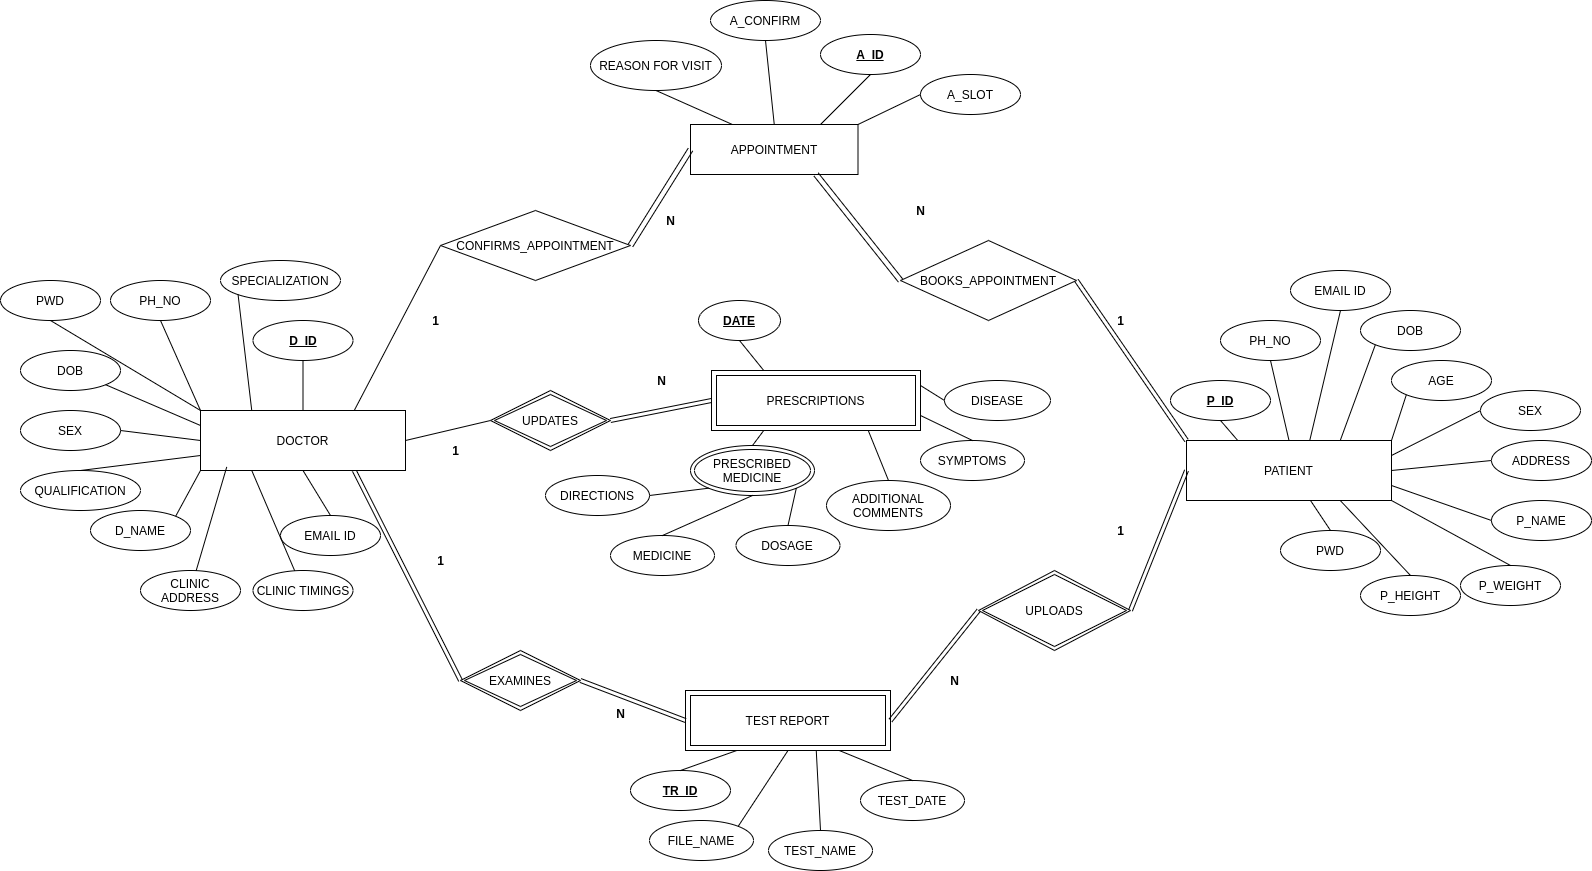 A_CONFIRM
REASON FOR VISIT
A_ID
A_SLOT
APPOINTMENT
N
N
CONFIRMS_APPOINTMENT
BOOKS_APPOINTMENT
SPECIALIZATION
PWD
PH_NO
D_ID
1
DOB
SEX
DOCTOR
QUALIFICATION
D_NAME
EMAIL ID
CLINIC
ADDRESS
CLINIC TIMINGS
1
UPDATES
N
DATE
PRESCRIPTIONS
DISEASE
SYMPTOMS
PRESCRIBED
MEDICINE
DIRECTIONS
ADDITIONAL
COMMENTS
MEDICINE
DOSAGE
1
EMAIL ID
PH_NO
DOB
AGE
P_ID
SEX
PATIENT
ADDRESS
P_NAME
PWD
P_HEIGHT
P_WEIGHT
1
1
UPLOADS
N
EXAMINES
N
TEST REPORT
TR_ID
TEST_DATE
FILE_NAME
TEST_NAME